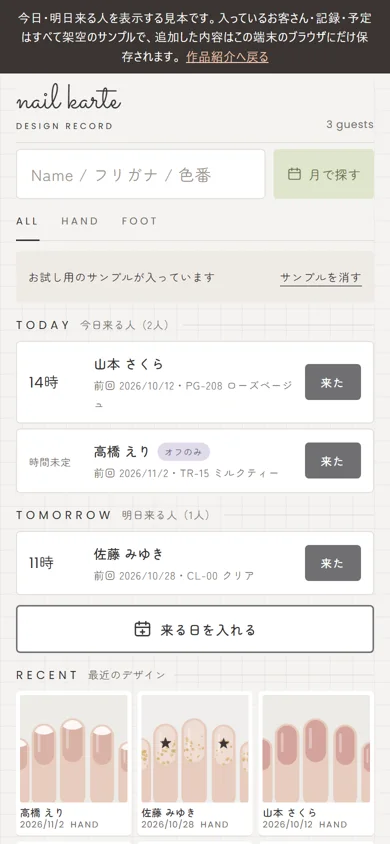 今日・明日来る人を表示する見本です。入っているお客さん・記録・予定
はすべて架空のサンプルで、追加した内容はこの端末のブラウザにだけ保
存されます。 作品紹介へ戻る
nail karte
DESIGN RECORD
3 guests
Name / フリガナ / 色番
月で探す
ALL HAND FOOT
お試し用のサンプルが入っています サンプルを消す
TODAY 今日来る人（2人）
14時
山本 さくら
前回 2026/10/12・PG-208 ローズベージ
ュ
来た
時間未定
高橋 えり オフのみ
前回 2026/11/2・TR-15 ミルクティー
来た
TOMORROW 明日来る人（1人）
11時
佐藤 みゆき
前回 2026/10/28・CL-00 クリア
来た
来る日を入れる
RECENT 最近のデザイン
高橋 えり
2026/11/2 HAND
佐藤 みゆき
2026/10/28 HAND
山本 さくら
2026/10/12 HAND